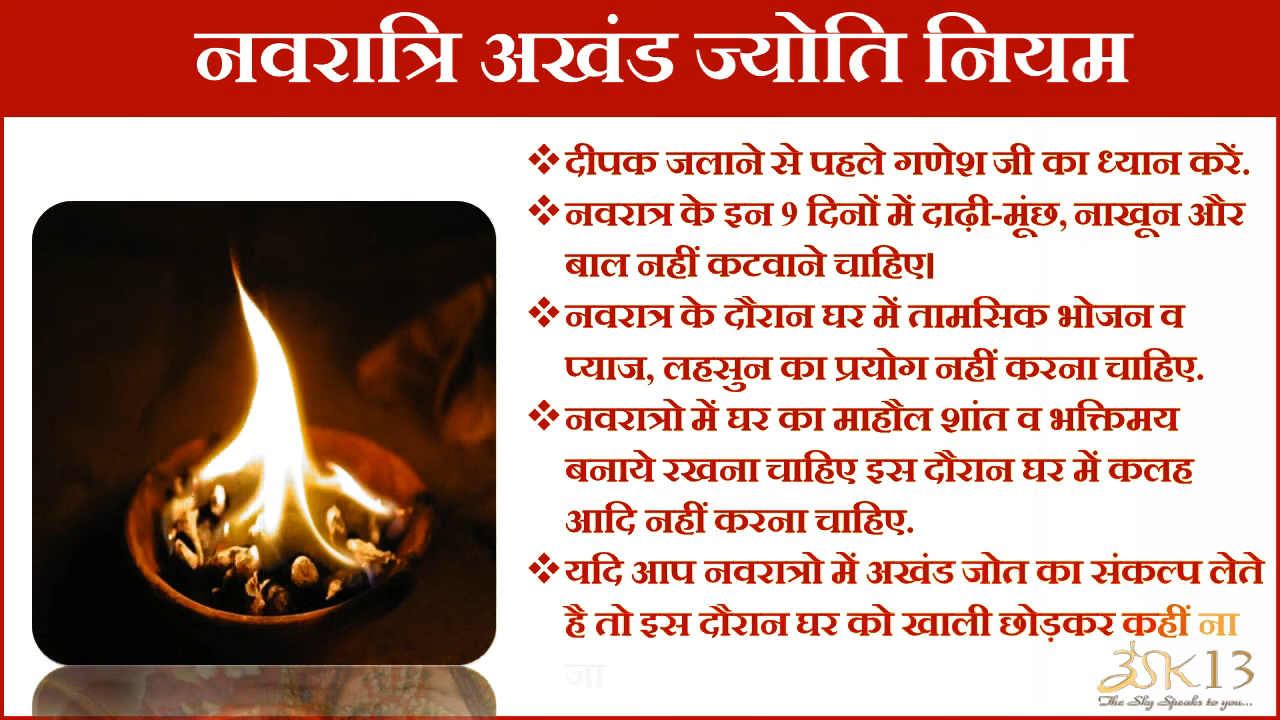 नवरात्रि अखंड ज्योति नियम
❖दीपक जलाने से पहले गणेश जी का ध्यान करें.
❖नवरात्र के इन 9 दिनों में दाढ़ी-मूंछ, नाखून और
बाल नहीं कटवाने चाहिए।
❖नवरात्र के दौरान घर में तामसिक भोजन व
प्याज, लहसुन का प्रयोग नहीं करना चाहिए.
❖नवरात्रो में घर का माहौल शांत व भक्तिमय
बनाये रखना चाहिए इस दौरान घर में कलह
आदि नहीं करना चाहिए.
❖यदि आप नवरात्रो में अखंड जोत का संकल्प लेते
है तो इस दौरान घर को खाली छोड़कर कहीं ना
जा
13
The Sky Speaks to you...